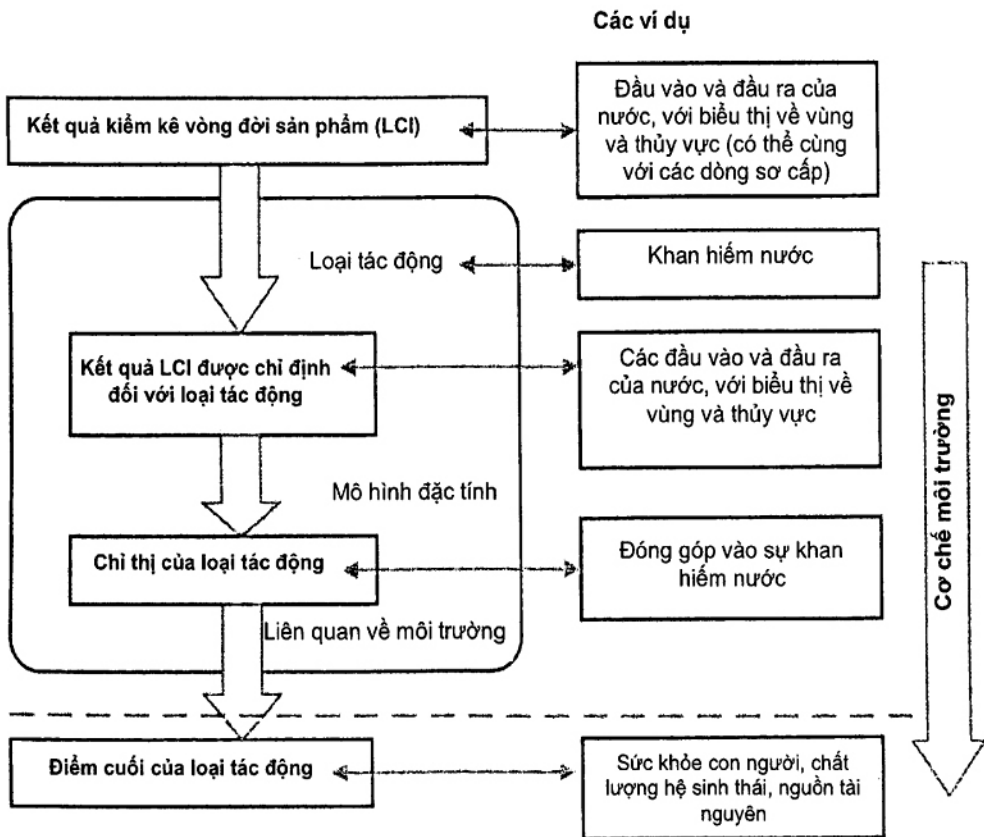 Các ví dụ
Kết quả kiểm kê vòng đời sản phẩm (LCI)
Đầu vào và đầu ra của
nước, với biểu thị về vùng
và thủy vực (có thể cùng
với các dòng sơ cấp)
Loại tác động
Khan hiếm nước
Kết quả LCI được chỉ định
đối với loại tác động
Các đầu vào và đầu ra
của nước, với biểu thị về
vùng và thủy vực
Mô hình đặc tính
Chỉ thị của loại tác động
Đóng góp vào sự khan
hiếm nước
Liên quan về môi trường
Cơ chế môi trường
Điểm cuối của loại tác động
Sức khỏe con người, chất
lượng hệ sinh thái, nguồn tài
nguyên